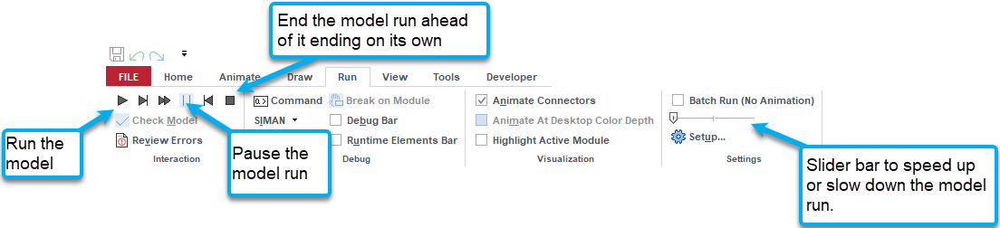 End the model run ahead
of it ending on its own
FILE Home Animate Draw Run View Tools Developer
Command Break on Module Animate Connectors Batch Run (No Animation)
Check Model SIMAN Debug Bar Animate At Desktop Color Depth
Review Errors Runtime Elements Bar Highlight Active Module Setup...
Interaction Debug Visualization Settings
Run the
model
Pause the
model run
Slider bar to speed up
or slow down the model
run.